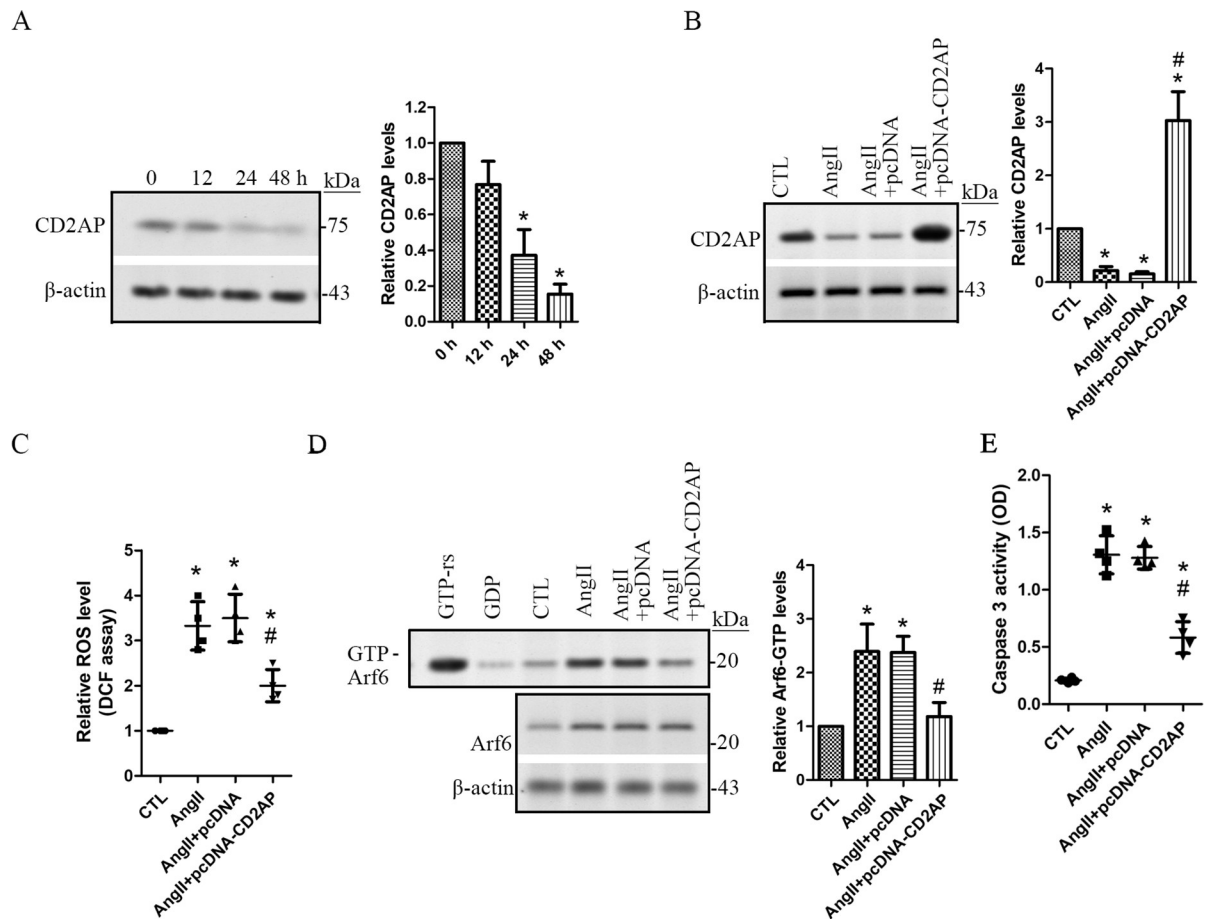 A
0 12 24 48 h kDa
CD2AP -75
β-actin -43
Relative CD2AP levels
1.2
1.0
0.8
0.6
0.4
0.2
0.0
* *
0 h 12 h 24 h 48 h
B
CTL
AngII
AngII
+pcDNA
AngII
+pcDNA-CD2AP
kDa
CD2AP -75
β-actin -43
Relative CD2AP levels
4
3
2
1
0
* * # *
CTL
AngII
AngII+pcDNA
AngII+pcDNA-CD2AP
C
Relative ROS level
(DCF assay)
5
4
3
2
1
0
* * * #
CTL
AngII
AngII+pcDNA
AngII+pcDNA-CD2AP
D
GTP-rs
GDP
CTL
AngII
AngII
+pcDNA
AngII
+pcDNA-CD2AP
kDa
GTP-
Arf6
-20
Arf6 -20
β-actin -43
Relative Arf6-GTP levels
4
3
2
1
0
* * #
CTL
AngII
AngII+pcDNA
AngII+pcDNA-CD2AP
E
Caspase 3 activity (OD)
2.0
1.5
1.0
0.5
0.0
* * * #
CTL
AngII
AngII+pcDNA
AngII+pcDNA-CD2AP